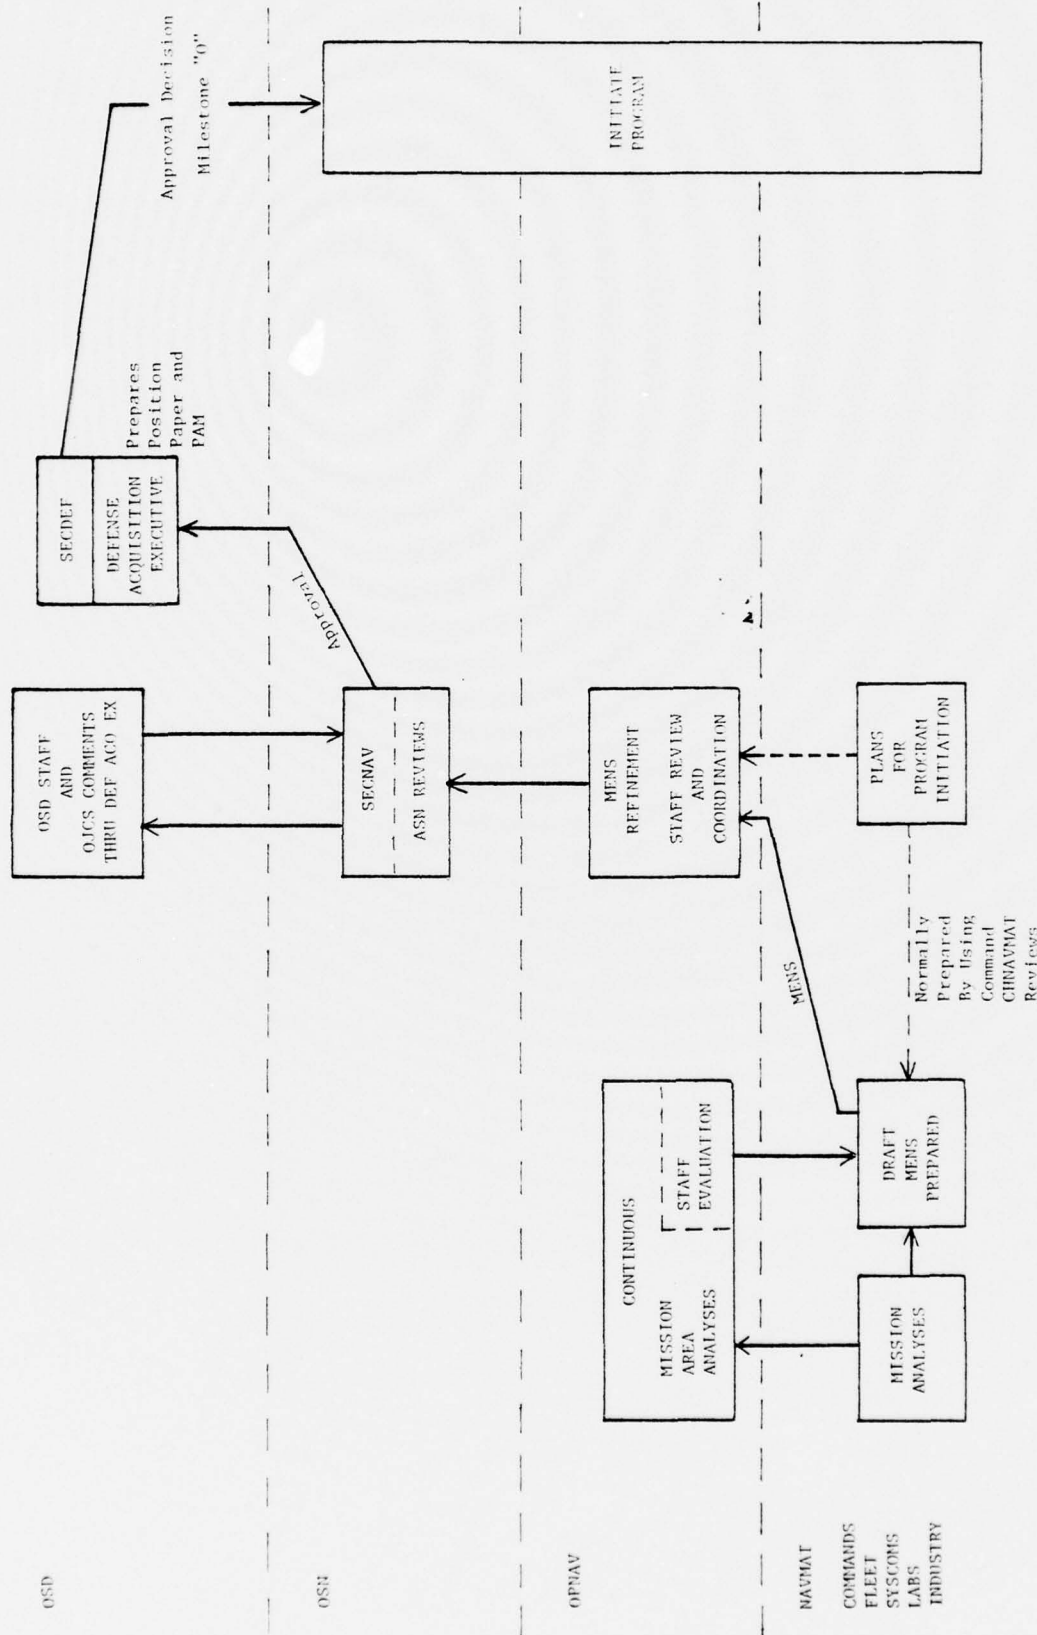 OSD
OSD STAFF
AND
OJCS COMMENTS
THRU DEF ACO EX
SECDEF
DEFENSE
ACQUISITION
EXECUTIVE
Prepares
Position
Paper and
PAM
Approval Decision
Milestone "0"
OSN
SECNAV
ASN REVIEWS
Approval
INITIATE
PROGRAM
OPNAV
CONTINUOUS
MISSION
AREA
ANALYSES
STAFF
EVALUATION
MENS
REFINEMENT
STAFF REVIEW
AND
COORDINATION
NAVMAT
COMMANDS
FLEET
SYSCOMS
LABS
INDUSTRY
MISSION
ANALYSES
DRAFT
MENS
PREPARED
MENS
Normally
Prepared
By Using
Command
CHNAVMAT
Reviews
PLANS
FOR
PROGRAM
INITIATION